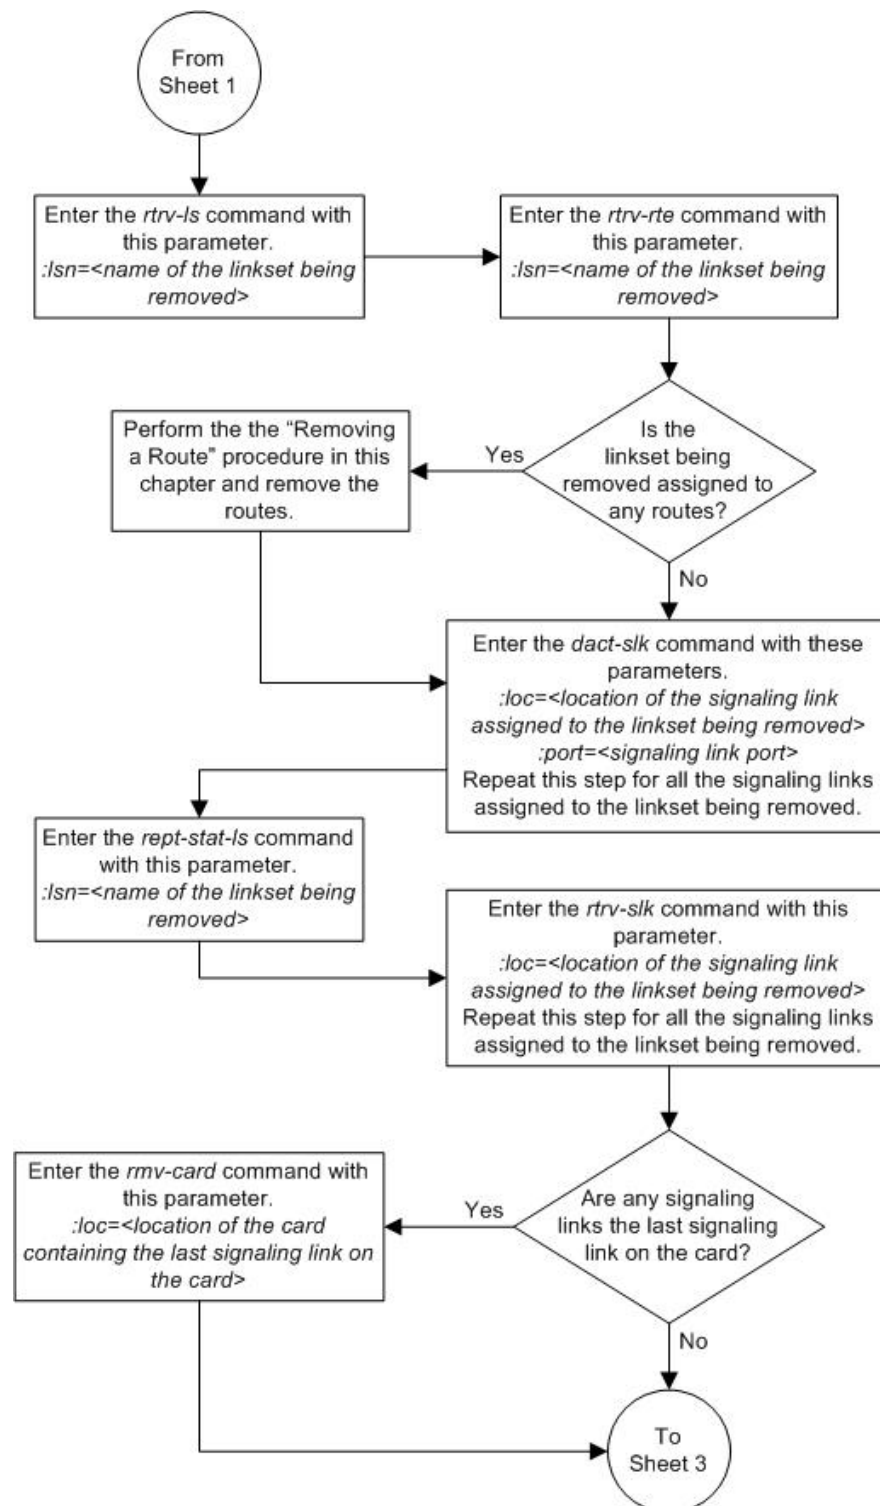 From
Sheet 1
Enter the rtrv-ls command with
this parameter.
:lsn=<name of the linkset being
removed>
Enter the rtrv-rte command with
this parameter.
:lsn=<name of the linkset being
removed>
Is the
linkset being
removed assigned to
any routes?
Yes
Perform the the “Removing
a Route” procedure in this
chapter and remove the
routes.
No
Enter the dact-slk command with these
parameters.
:loc=<location of the signaling link
assigned to the linkset being removed>
:port=<signaling link port>
Repeat this step for all the signaling links
assigned to the linkset being removed.
Enter the rept-stat-ls command
with this parameter.
:lsn=<name of the linkset being
removed>
Enter the rtrv-slk command with this
parameter.
:loc=<location of the signaling link
assigned to the linkset being removed>
Repeat this step for all the signaling links
assigned to the linkset being removed.
Are any signaling
links the last signaling
link on the card?
Yes
Enter the rmv-card command with
this parameter.
:loc=<location of the card
containing the last signaling link on
the card>
No
To
Sheet 3